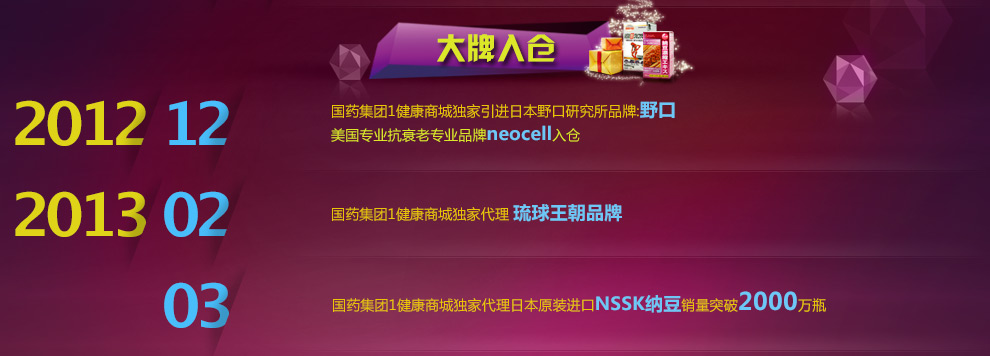 大牌入仓
2012 12
国药集团1健康商城独家引进日本野口研究所品牌:野口
美国专业抗衰老专业品牌neocell入仓
2013 02
国药集团1健康商城独家代理 琉球王朝品牌
03
国药集团1健康商城独家代理日本原装进口NSSK纳豆销量突破2000万瓶